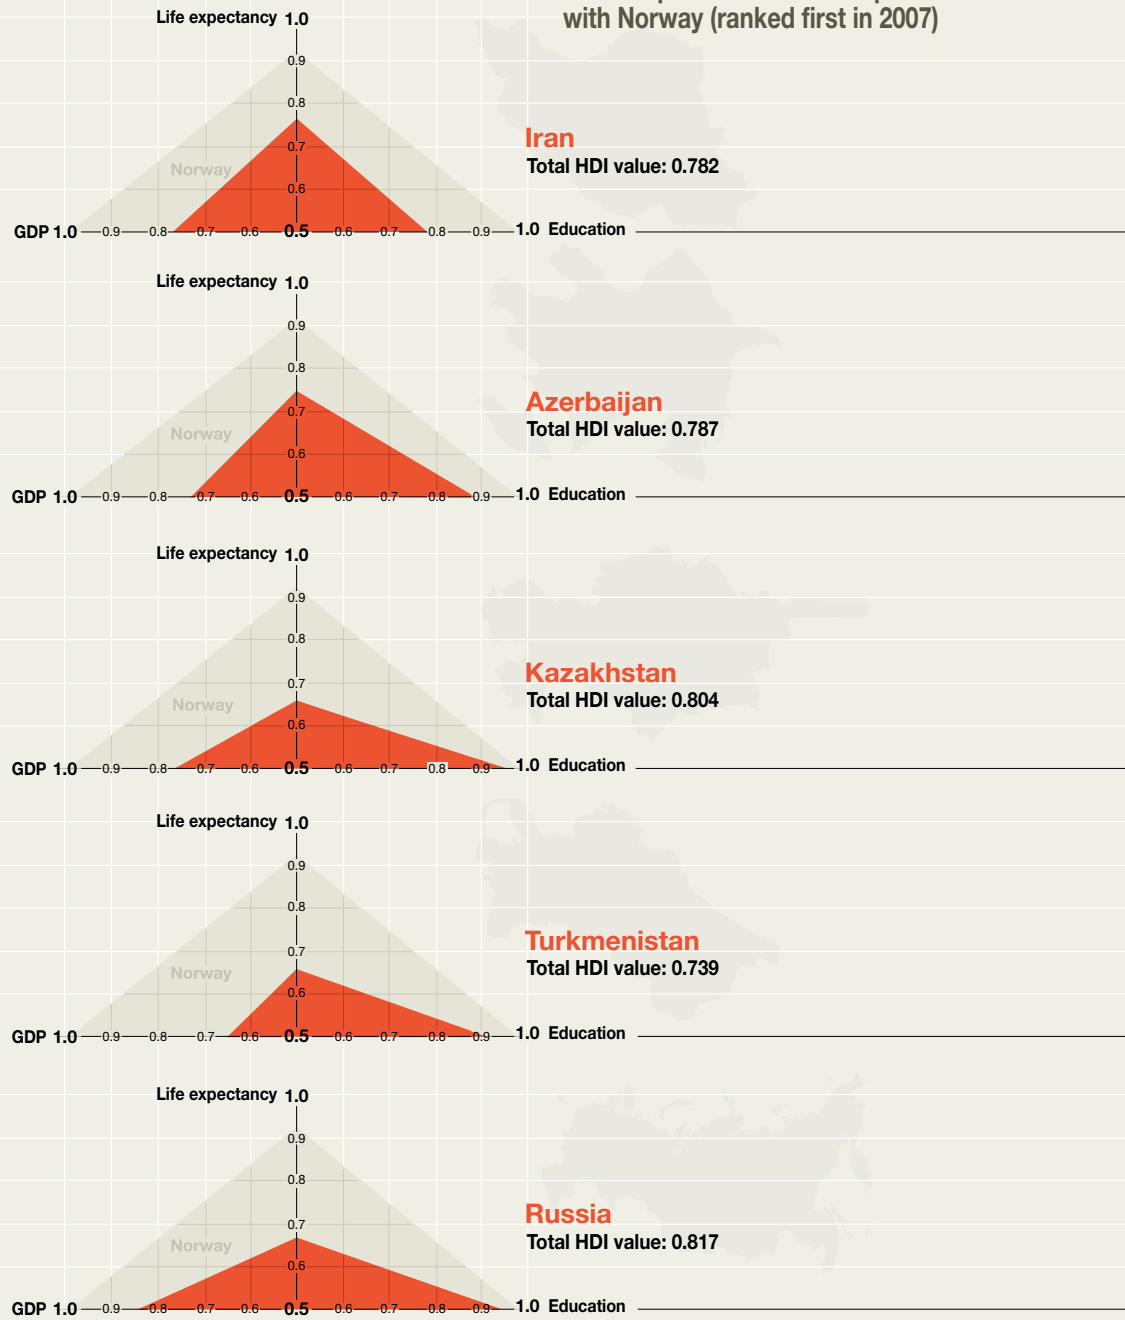 with Norway (ranked first in 2007)
Life expectancy 1.0
0.9
0.8
0.7
0.6
Norway
GDP 1.0 0.9 0.8 0.7 0.6 0.5 0.6 0.7 0.8 0.9 1.0 Education
Iran
Total HDI value: 0.782
Life expectancy 1.0
0.9
0.8
0.7
0.6
Norway
GDP 1.0 0.9 0.8 0.7 0.6 0.5 0.6 0.7 0.8 0.9 1.0 Education
Azerbaijan
Total HDI value: 0.787
Life expectancy 1.0
0.9
0.8
0.7
0.6
Norway
GDP 1.0 0.9 0.8 0.7 0.6 0.5 0.6 0.7 0.8 0.9 1.0 Education
Kazakhstan
Total HDI value: 0.804
Life expectancy 1.0
0.9
0.8
0.7
0.6
Norway
GDP 1.0 0.9 0.8 0.7 0.6 0.5 0.6 0.7 0.8 0.9 1.0 Education
Turkmenistan
Total HDI value: 0.739
Life expectancy 1.0
0.9
0.8
0.7
0.6
Norway
GDP 1.0 0.9 0.8 0.7 0.6 0.5 0.6 0.7 0.8 0.9 1.0 Education
Russia
Total HDI value: 0.817